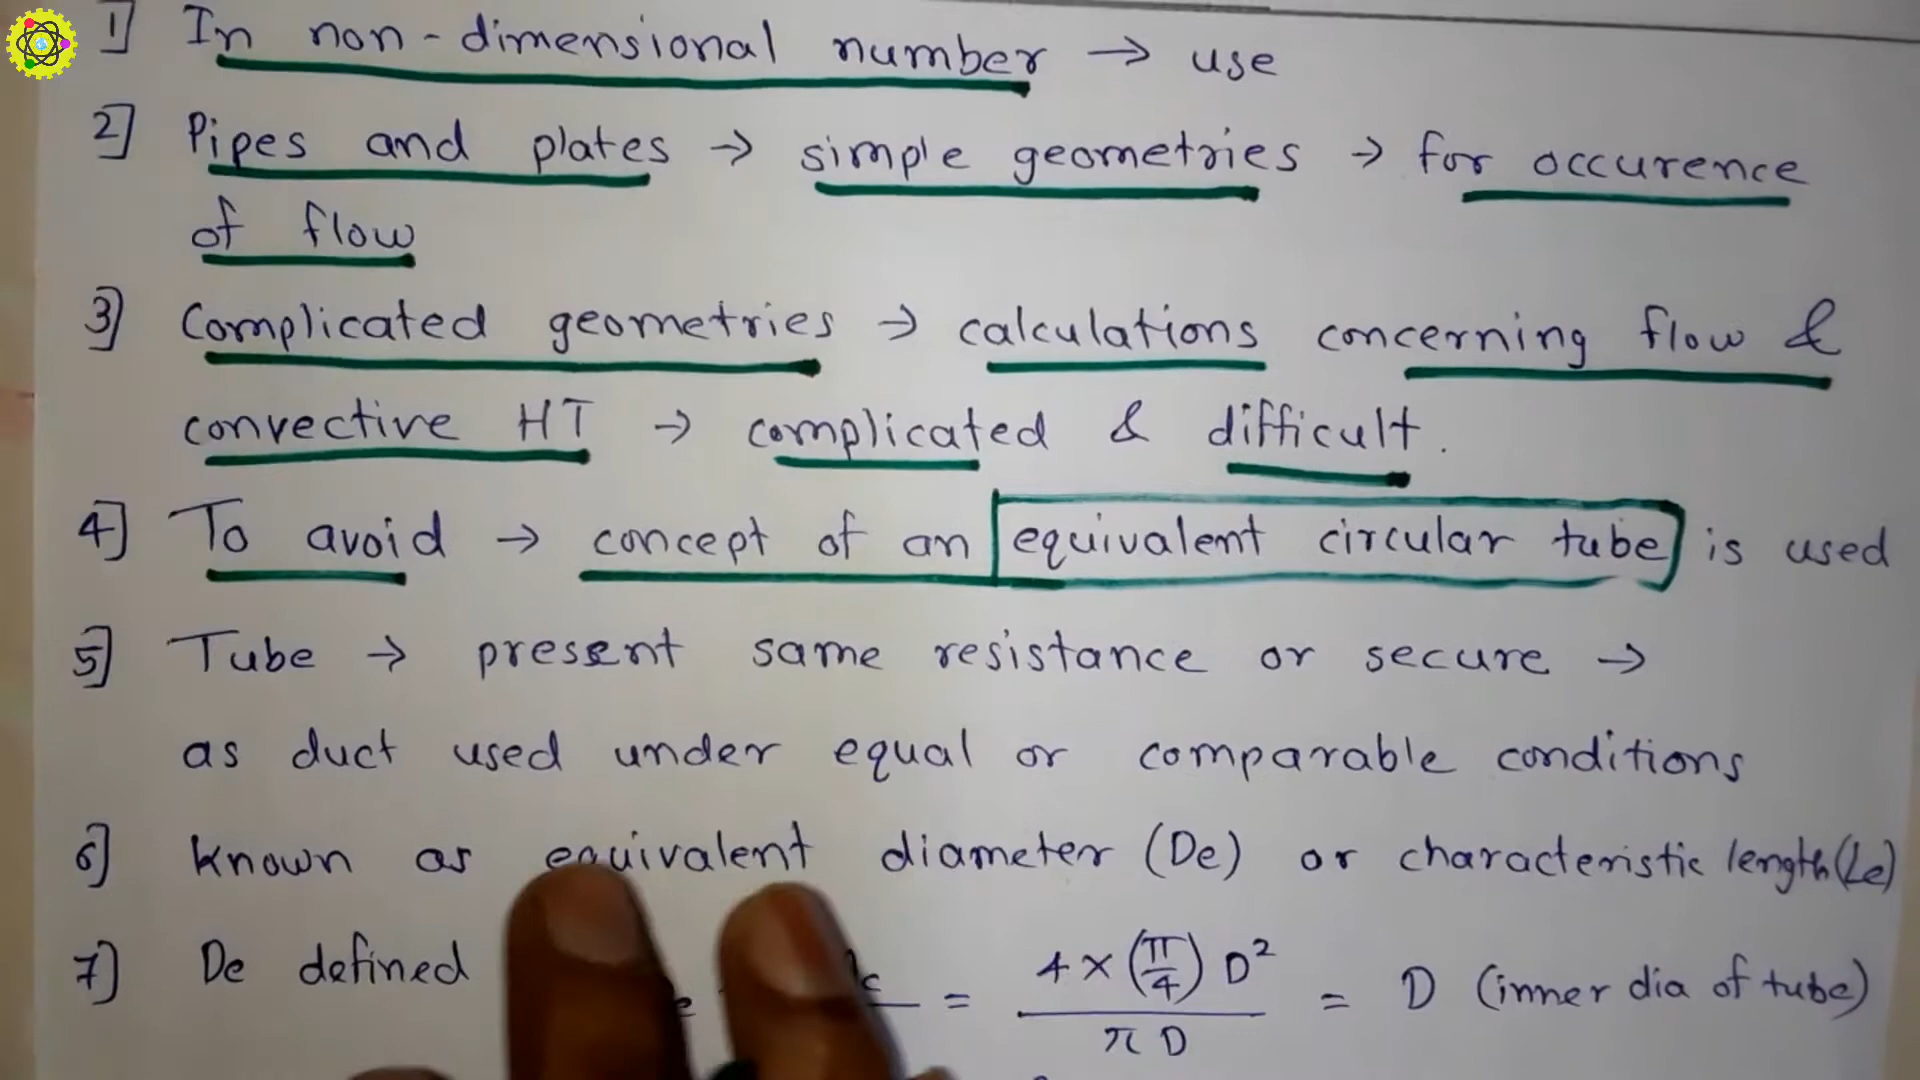 1] In non-dimensional number → use
2] Pipes and plates → simple geometries → for occurence
of flow
3] Complicated geometries → calculations concerning flow &
convective HT → complicated & difficult.
4] To avoid → concept of an equivalent circular tube is used
5] Tube → present same resistance or secure →
as duct used under equal or comparable conditions
6] Known as equivalent diameter (De) or characteristic length (Le)
7] De defined = 4 × (π/4) D² / π D = D (inner dia of tube)